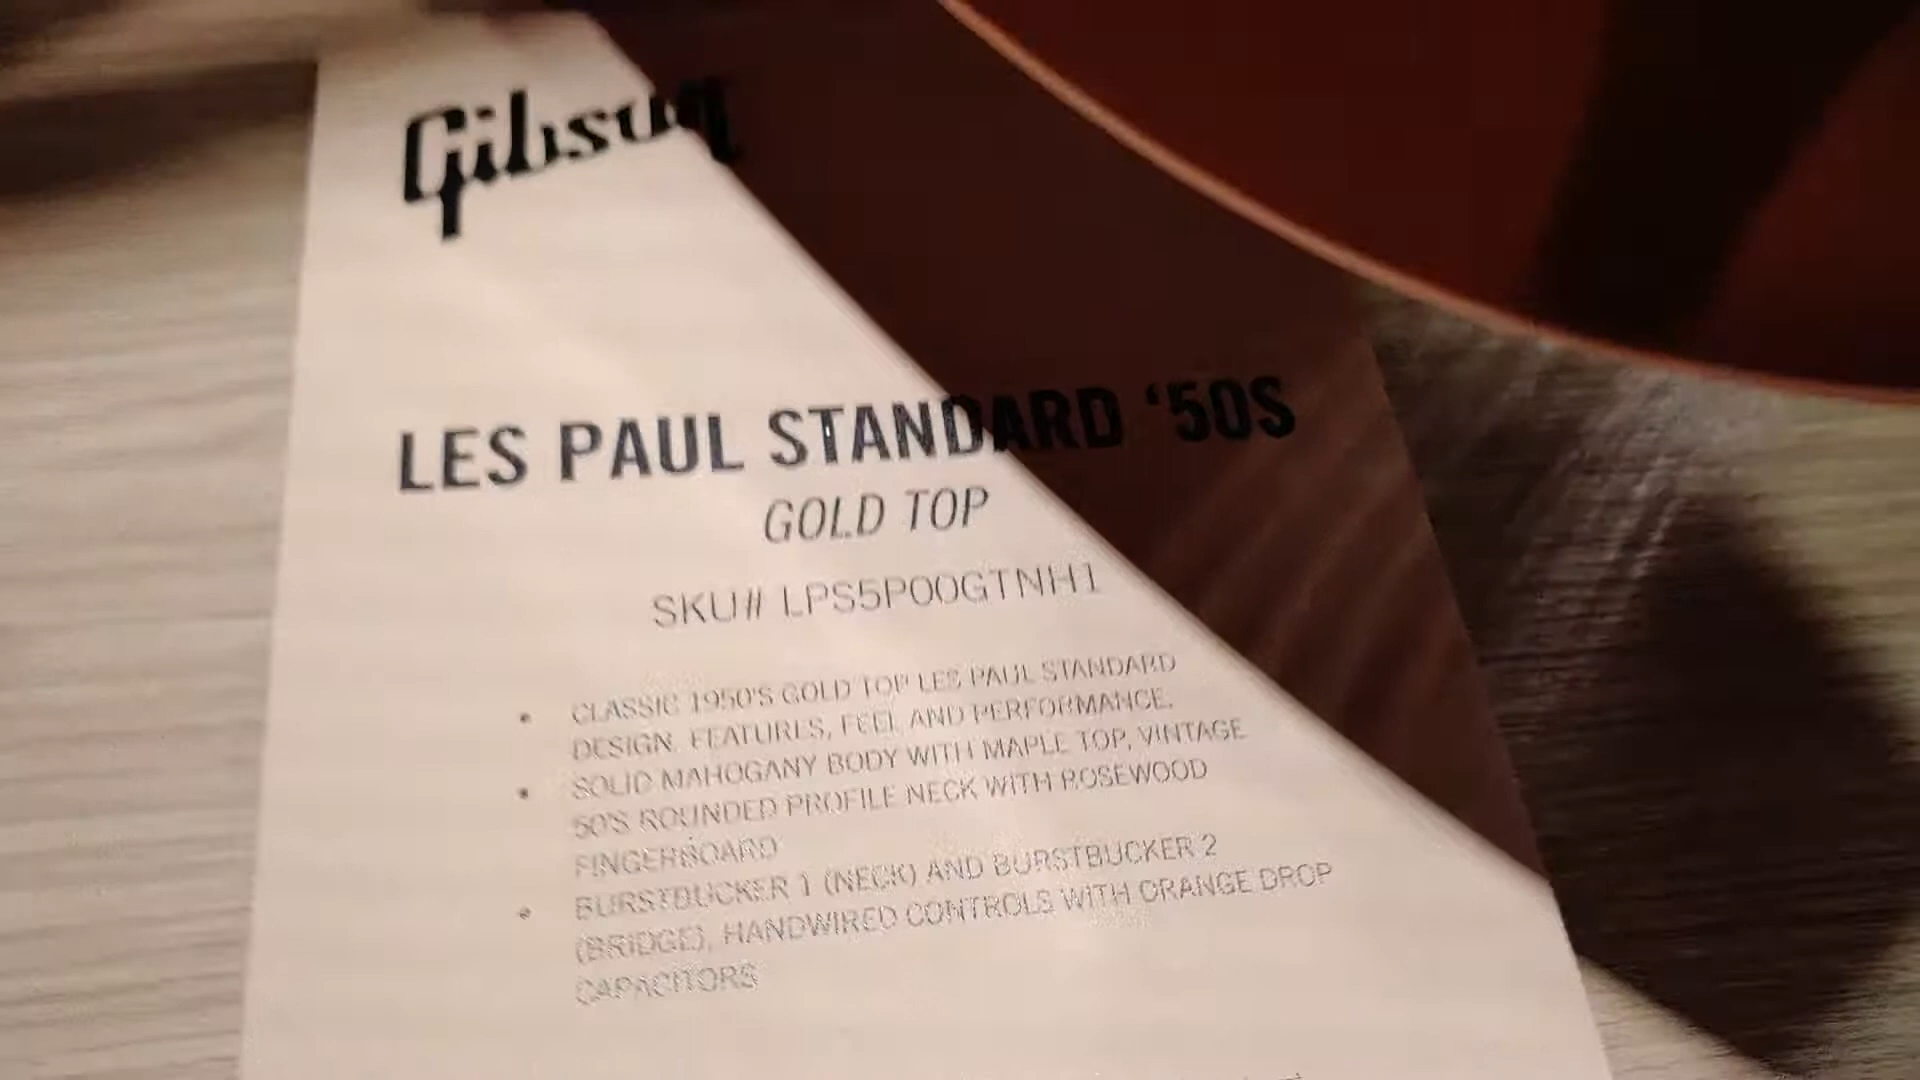 Gibson
LES PAUL STANDARD ‘50S
GOLD TOP
SKU# LPS5P00GTNH1
• CLASSIC 1950'S GOLD TOP LES PAUL STANDARD
DESIGN. FEATURES, FEEL AND PERFORMANCE.
• SOLID MAHOGANY BODY WITH MAPLE TOP, VINTAGE
50'S ROUNDED PROFILE NECK WITH ROSEWOOD
FINGERBOARD
• BURSTBUCKER 1 (NECK) AND BURSTBUCKER 2
(BRIDGE), HANDWIRED CONTROLS WITH ORANGE DROP
CAPACITORS